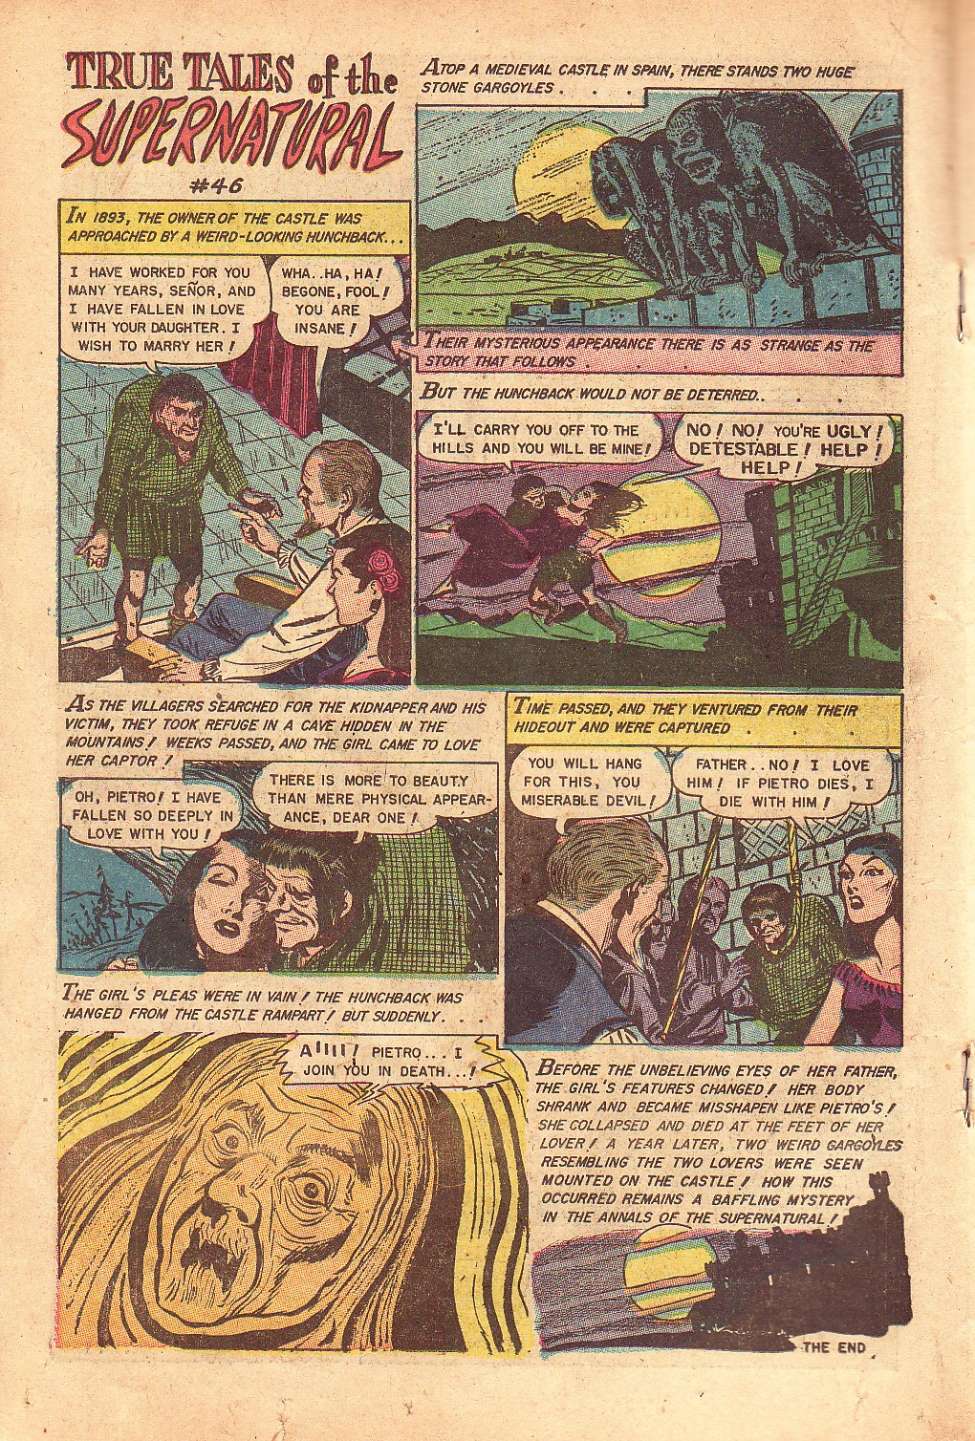 TRUE TALES of the
SUPERNATURAL
#46
ATOP A MEDIEVAL CASTLE IN SPAIN, THERE STANDS TWO HUGE
STONE GARGOYLES . . .
THEIR MYSTERIOUS APPEARANCE THERE IS AS STRANGE AS THE
STORY THAT FOLLOWS . . . .
IN 1893, THE OWNER OF THE CASTLE WAS
APPROACHED BY A WEIRD-LOOKING HUNCHBACK...
I HAVE WORKED FOR YOU
MANY YEARS, SEÑOR, AND
I HAVE FALLEN IN LOVE
WITH YOUR DAUGHTER. I
WISH TO MARRY HER!
WHA..HA, HA!
BEGONE, FOOL!
YOU ARE
INSANE!
BUT THE HUNCHBACK WOULD NOT BE DETERRED.. . . .
I'LL CARRY YOU OFF TO THE
HILLS AND YOU WILL BE MINE!
NO! NO! YOU'RE UGLY!
DETESTABLE! HELP!
HELP!
AS THE VILLAGERS SEARCHED FOR THE KIDNAPPER AND HIS
VICTIM, THEY TOOK REFUGE IN A CAVE HIDDEN IN THE
MOUNTAINS! WEEKS PASSED, AND THE GIRL CAME TO LOVE
HER CAPTOR!
OH, PIETRO! I HAVE
FALLEN SO DEEPLY IN
LOVE WITH YOU!
THERE IS MORE TO BEAUTY
THAN MERE PHYSICAL APPEAR-
ANCE, DEAR ONE!
TIME PASSED, AND THEY VENTURED FROM THEIR
HIDEOUT AND WERE CAPTURED . . . .
YOU WILL HANG
FOR THIS, YOU
MISERABLE DEVIL!
FATHER..NO! I LOVE
HIM! IF PIETRO DIES, I
DIE WITH HIM!
THE GIRL'S PLEAS WERE IN VAIN! THE HUNCHBACK WAS
HANGED FROM THE CASTLE RAMPART! BUT SUDDENLY. . . .
AIIII! PIETRO... I
JOIN YOU IN DEATH...!
BEFORE THE UNBELIEVING EYES OF HER FATHER,
THE GIRL'S FEATURES CHANGED! HER BODY
SHRANK AND BECAME MISSHAPEN LIKE PIETRO'S!
SHE COLLAPSED AND DIED AT THE FEET OF HER
LOVER! A YEAR LATER, TWO WEIRD GARGOYLES
RESEMBLING THE TWO LOVERS WERE SEEN
MOUNTED ON THE CASTLE! HOW THIS
OCCURRED REMAINS A BAFFLING MYSTERY
IN THE ANNALS OF THE SUPERNATURAL!
THE END